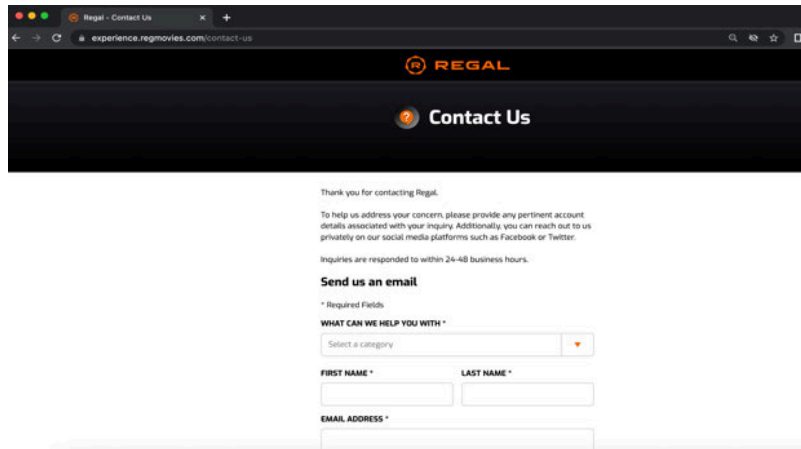 Regal - Contact Us
experience.regmovies.com/contact-us
REGAL
Contact Us
Thank you for contacting Regal.
To help us address your concern, please provide any pertinent account
details associated with your inquiry. Additionally, you can reach out to us
privately on our social media platforms such as Facebook or Twitter.
Inquiries are responded to within 24-48 business hours.
Send us an email
* Required Fields
WHAT CAN WE HELP YOU WITH *
Select a category
FIRST NAME * LAST NAME *
EMAIL ADDRESS *